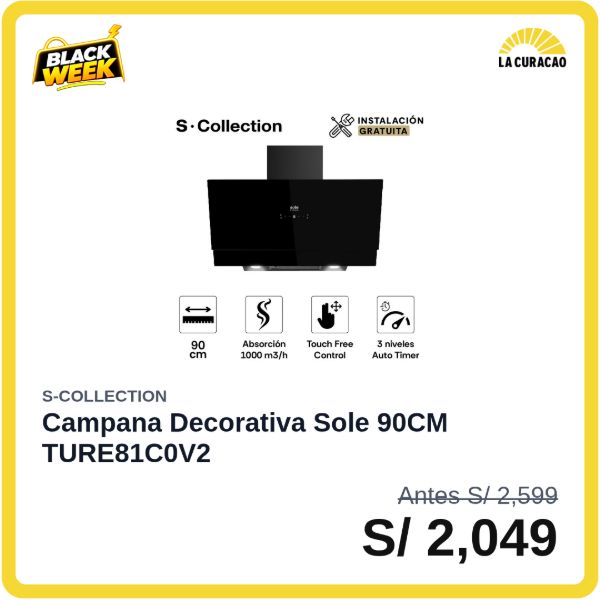 BLACK
WEEK
LA CURACAO
S·Collection
INSTALACIÓN
GRATUITA
sole
90
cm
Absorción
1000 m3/h
Touch Free
Control
3 niveles
Auto Timer
S-COLLECTION
Campana Decorativa Sole 90CM
TURE81C0V2
Antes S/ 2,599
S/ 2,049